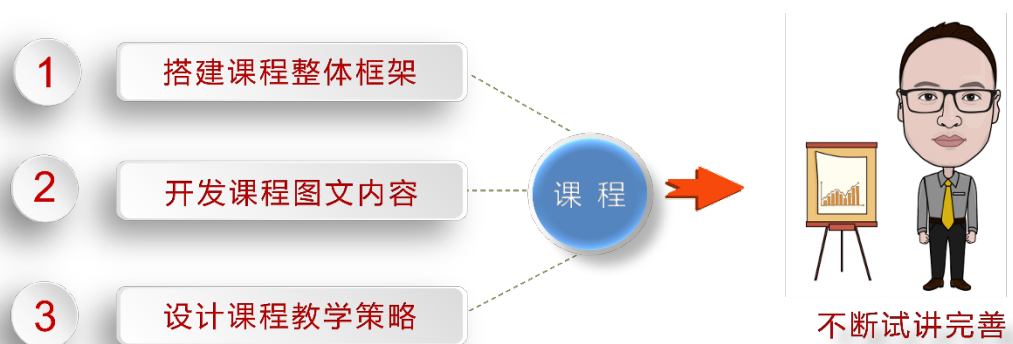 1
搭建课程整体框架
2
开发课程图文内容
课 程
3
设计课程教学策略
不断试讲完善